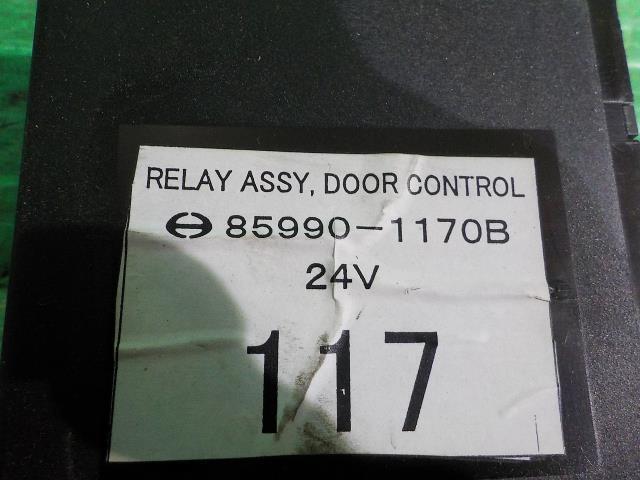 RELAY ASSY, DOOR CONTROL
85990-1170B
24V
117